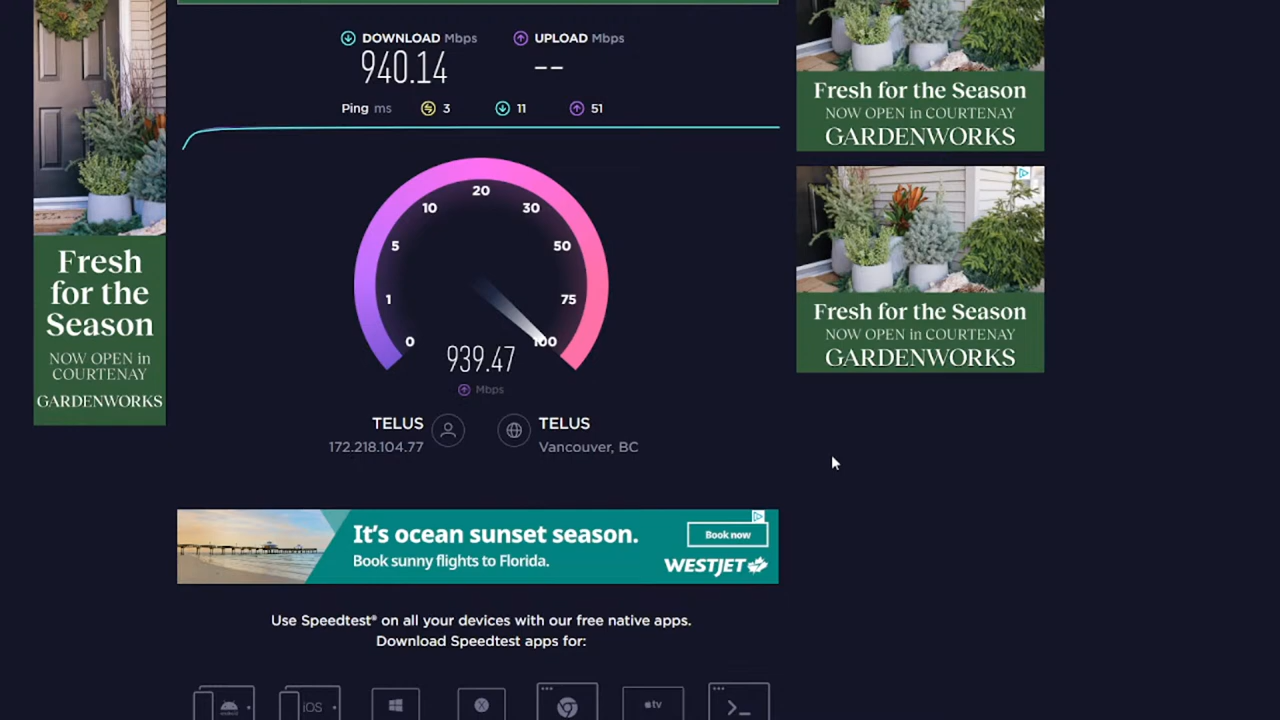 DOWNLOAD Mbps
940.14
UPLOAD Mbps
--
Ping ms
3
11
51
0
1
5
10
20
30
50
75
100
939.47
Mbps
TELUS
172.218.104.77
TELUS
Vancouver, BC
Fresh
for the
Season
NOW OPEN in
COURTENAY
GARDENWORKS
Fresh for the Season
NOW OPEN in COURTENAY
GARDENWORKS
Fresh for the Season
NOW OPEN in COURTENAY
GARDENWORKS
It's ocean sunset season.
Book sunny flights to Florida.
Book now
WESTJET
Use Speedtest® on all your devices with our free native apps.
Download Speedtest apps for:
iOS
tv